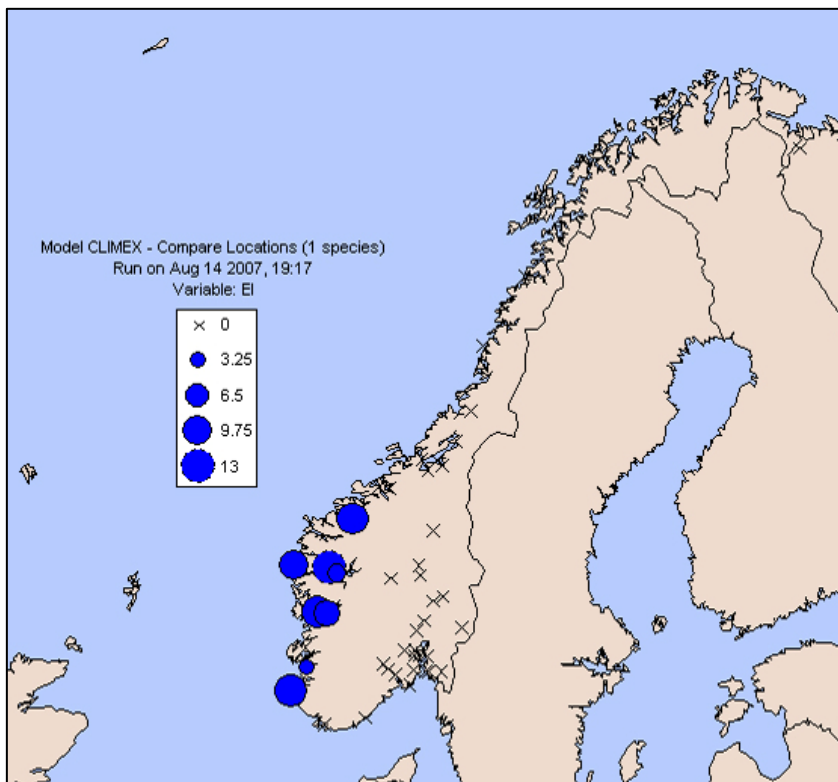 Model CLIMEX - Compare Locations (1 species)
Run on Aug 14 2007, 19:17
Variable: EI
0
3.25
6.5
9.75
13